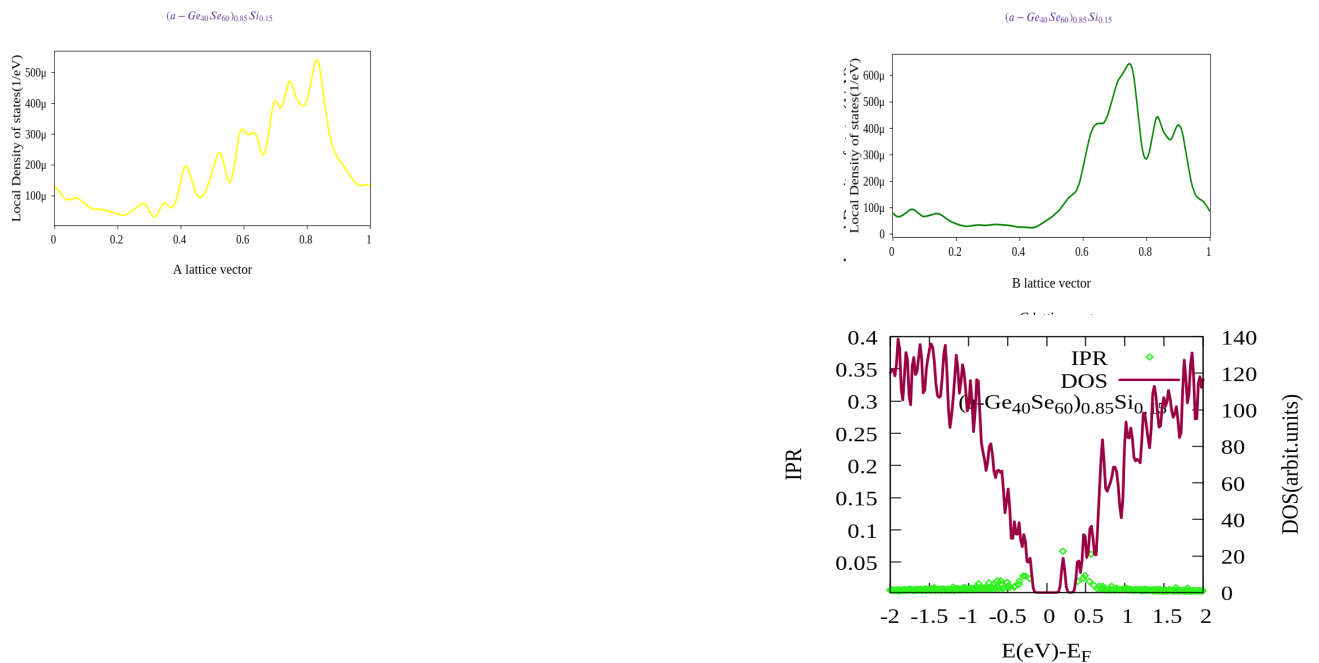 (a − Ge40Se60)0.85Si0.15
Local Density of states(1/eV)
500μ
400μ
300μ
200μ
100μ
0 0.2 0.4 0.6 0.8 1
A lattice vector
(a − Ge40Se60)0.85Si0.15
Local Density of states(1/eV)
600μ
500μ
400μ
300μ
200μ
100μ
0
0 0.2 0.4 0.6 0.8 1
B lattice vector
IPR
0.4
0.35
0.3
0.25
0.2
0.15
0.1
0.05
IPR
DOS
(a-Ge40Se60)0.85Si0.15
140
120
100
80
60
40
20
0
DOS(arbit.units)
-2 -1.5 -1 -0.5 0 0.5 1 1.5 2
E(eV)-EF